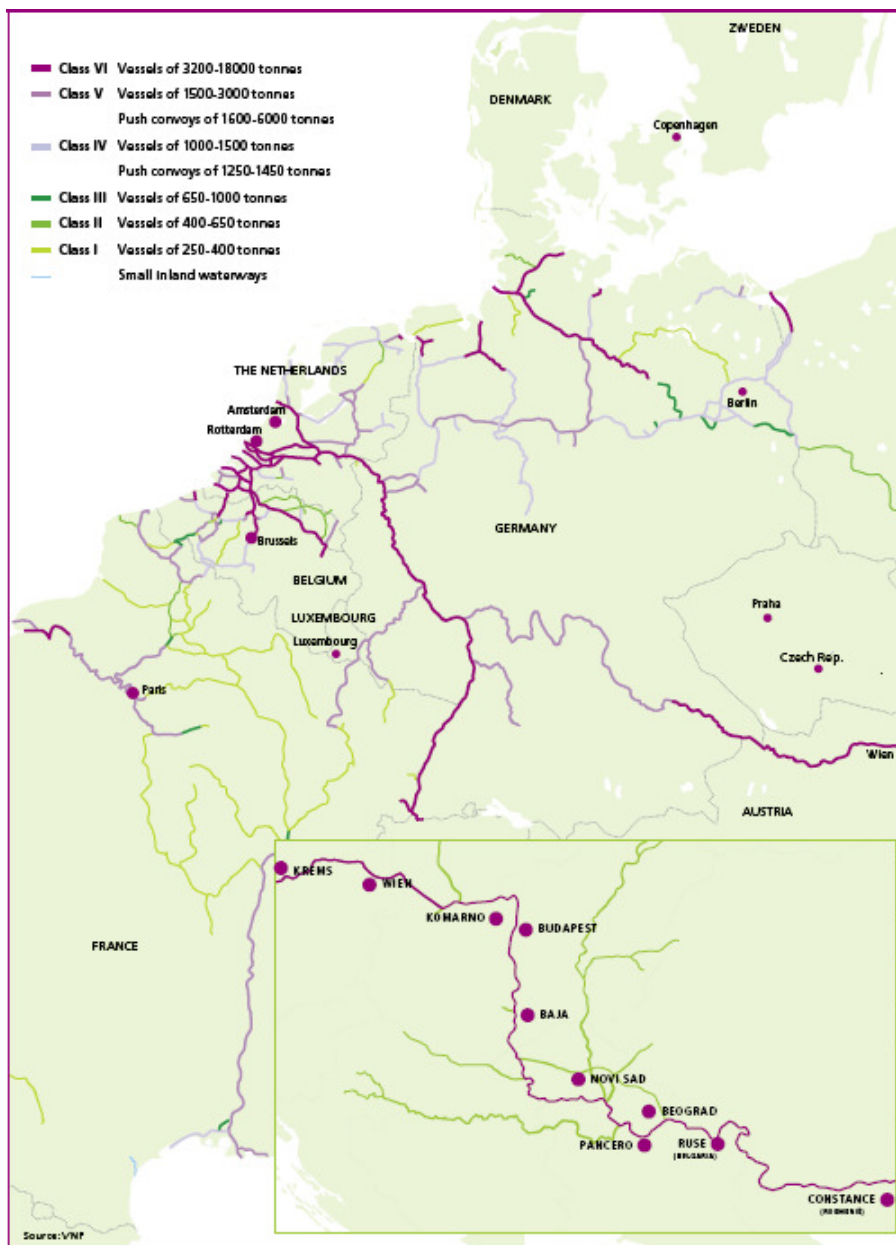 ZWEDEN
Class VI Vessels of 3200-18000 tonnes
Class V Vessels of 1500-3000 tonnes
Push convoys of 1600-6000 tonnes
Class IV Vessels of 1000-1500 tonnes
Push convoys of 1250-1450 tonnes
Class III Vessels of 650-1000 tonnes
Class II Vessels of 400-650 tonnes
Class I Vessels of 250-400 tonnes
Small inland waterways
DENMARK
Copenhagen
THE NETHERLANDS
Amsterdam
Rotterdam
Berlin
GERMANY
Brussels
BELGIUM
LUXEMBOURG
Luxembourg
Praha
Czech Rep.
Paris
Wien
AUSTRIA
FRANCE
KREMS
WIEN
KOMARNO
BUDAPEST
BAJA
NOVI SAD
BEOGRAD
PANCERO
RUSE
(BULGARIA)
CONSTANCE
Source: VNF